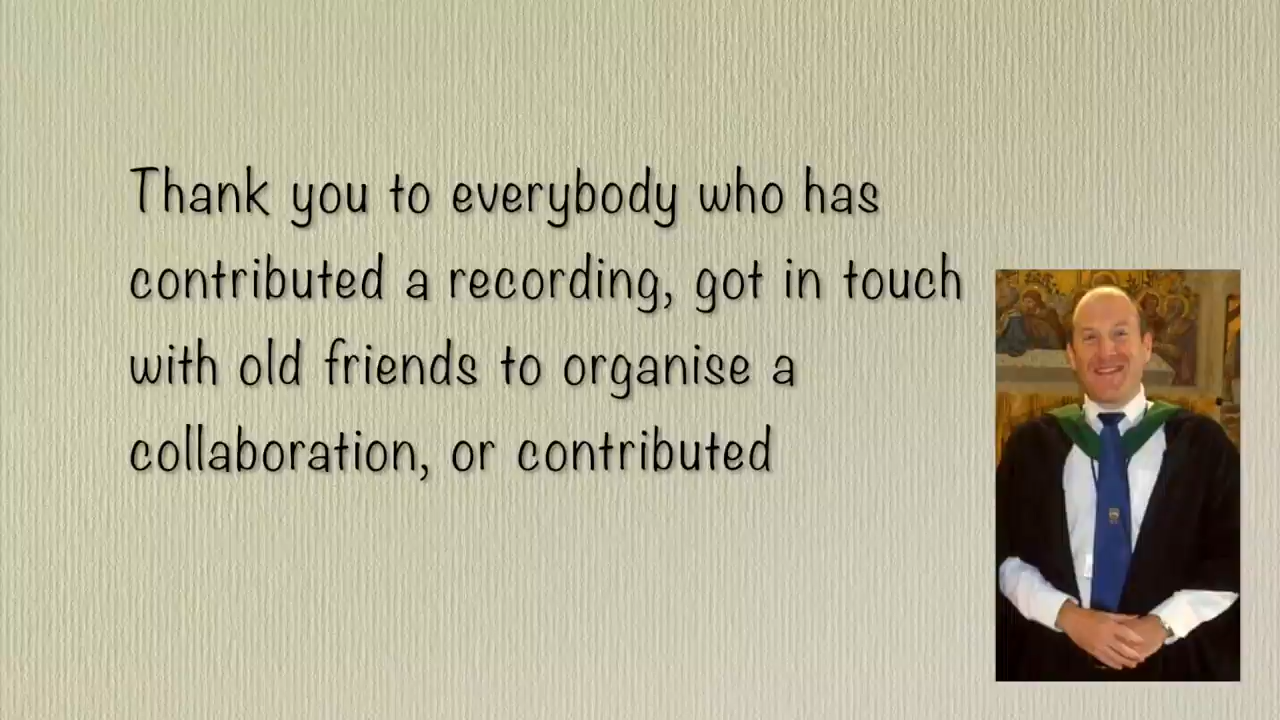 Thank you to everybody who has
contributed a recording, got in touch
with old friends to organise a
collaboration, or contributed